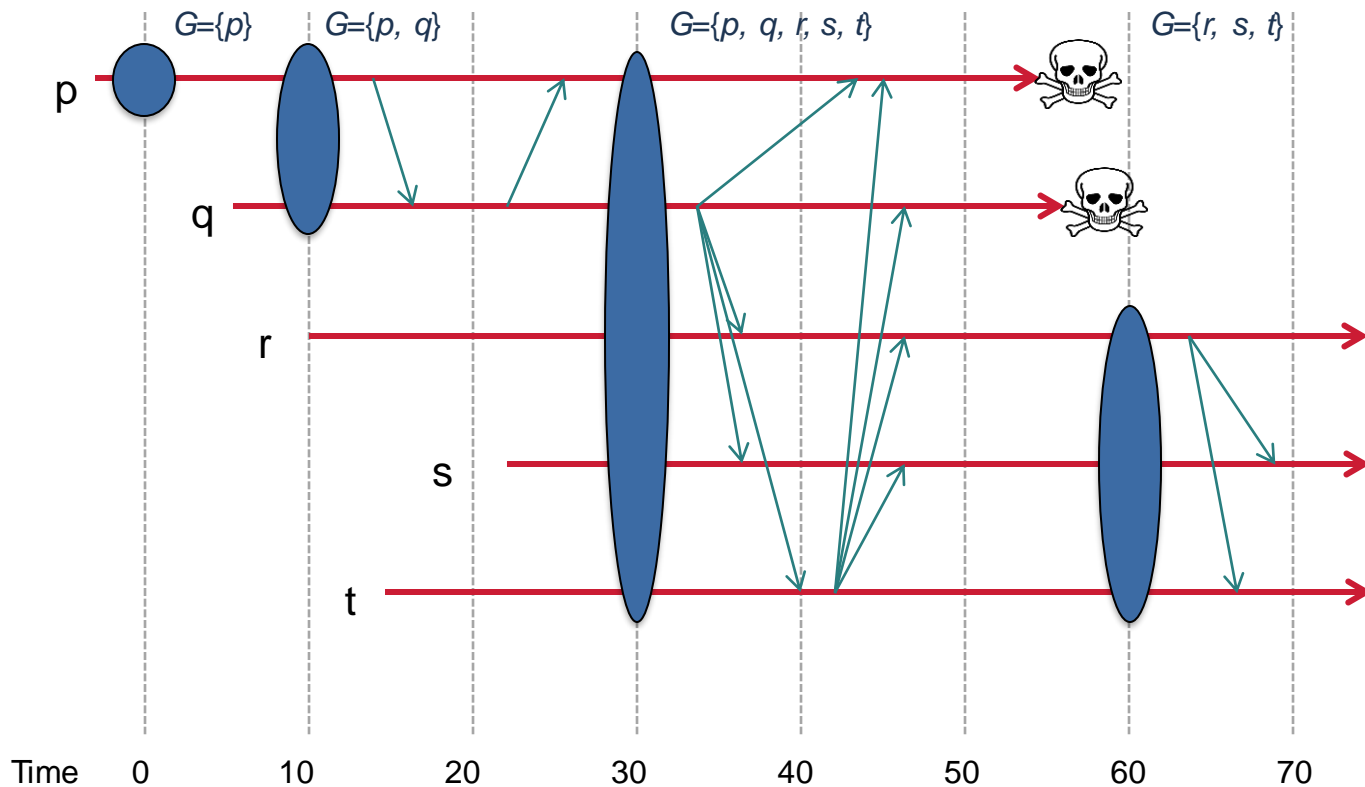 G={p}
G={p, q}
G={p, q, r, s, t}
G={r, s, t}
p
q
r
s
t
Time 0 10 20 30 40 50 60 70